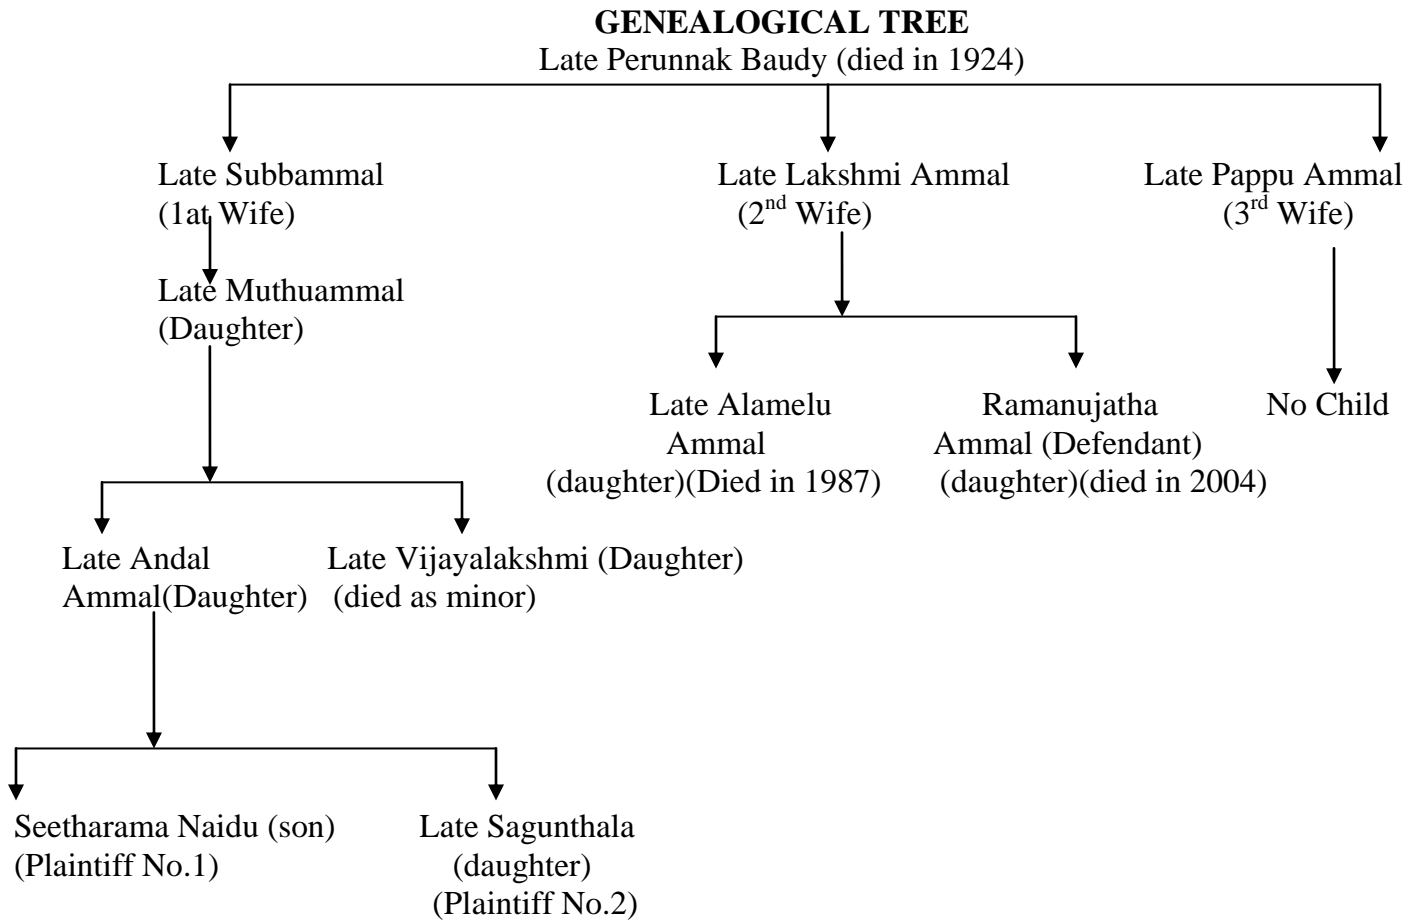 GENEALOGICAL TREE
Late Perunnak Baudy (died in 1924)
Late Subbammal
(1at Wife)
Late Lakshmi Ammal
(2nd Wife)
Late Pappu Ammal
(3rd Wife)
Late Muthuammal
(Daughter)
Late Alamelu
Ammal
(daughter)(Died in 1987)
Ramanujatha
Ammal (Defendant)
(daughter)(died in 2004)
No Child
Late Andal
Ammal(Daughter)
Late Vijayalakshmi (Daughter)
(died as minor)
Seetharama Naidu (son)
(Plaintiff No.1)
Late Sagunthala
(daughter)
(Plaintiff No.2)